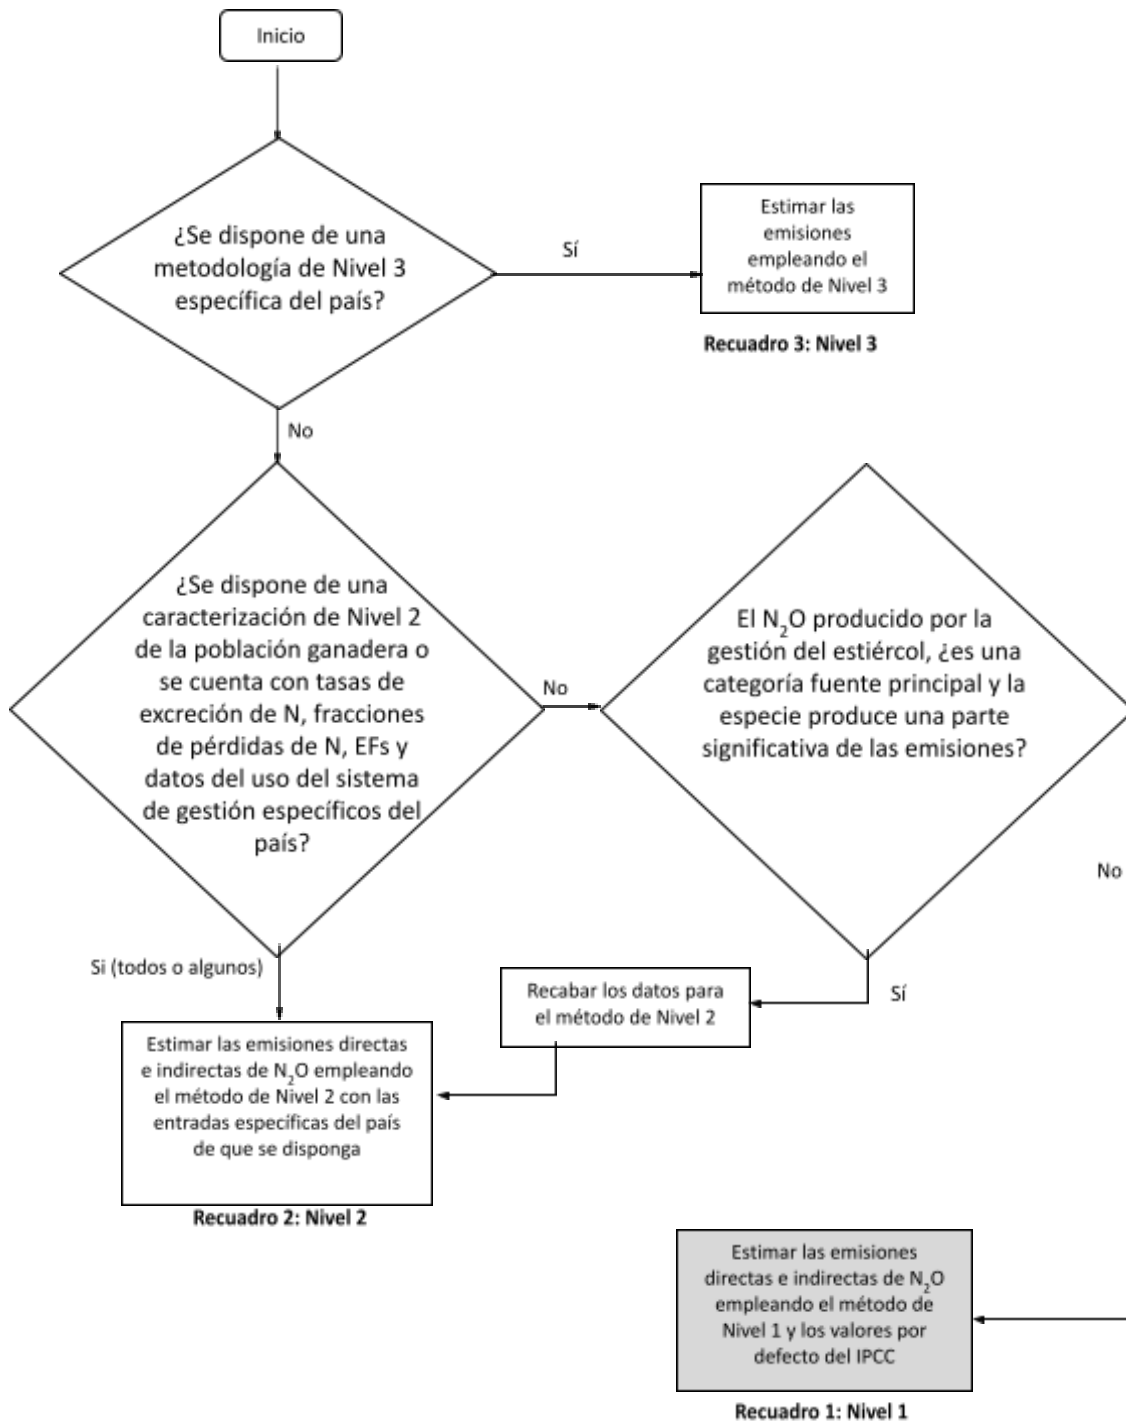 Inicio
¿Se dispone de una
metodología de Nivel 3
específica del país?
Sí
Estimar las
emisiones
empleando el
método de Nivel 3
Recuadro 3: Nivel 3
No
¿Se dispone de una
caracterización de Nivel 2
de la población ganadera o
se cuenta con tasas de
excreción de N, fracciones
de pérdidas de N, EFs y
datos del uso del sistema
de gestión específicos del
país?
No
El N₂O producido por la
gestión del estiércol, ¿es una
categoría fuente principal y la
especie produce una parte
significativa de las emisiones?
No
Si (todos o algunos)
Recabar los datos para
el método de Nivel 2
Sí
Estimar las emisiones directas
e indirectas de N₂O empleando
el método de Nivel 2 con las
entradas específicas del país
de que se disponga
Recuadro 2: Nivel 2
Estimar las emisiones
directas e indirectas de N₂O
empleando el método de
Nivel 1 y los valores por
defecto del IPCC
Recuadro 1: Nivel 1